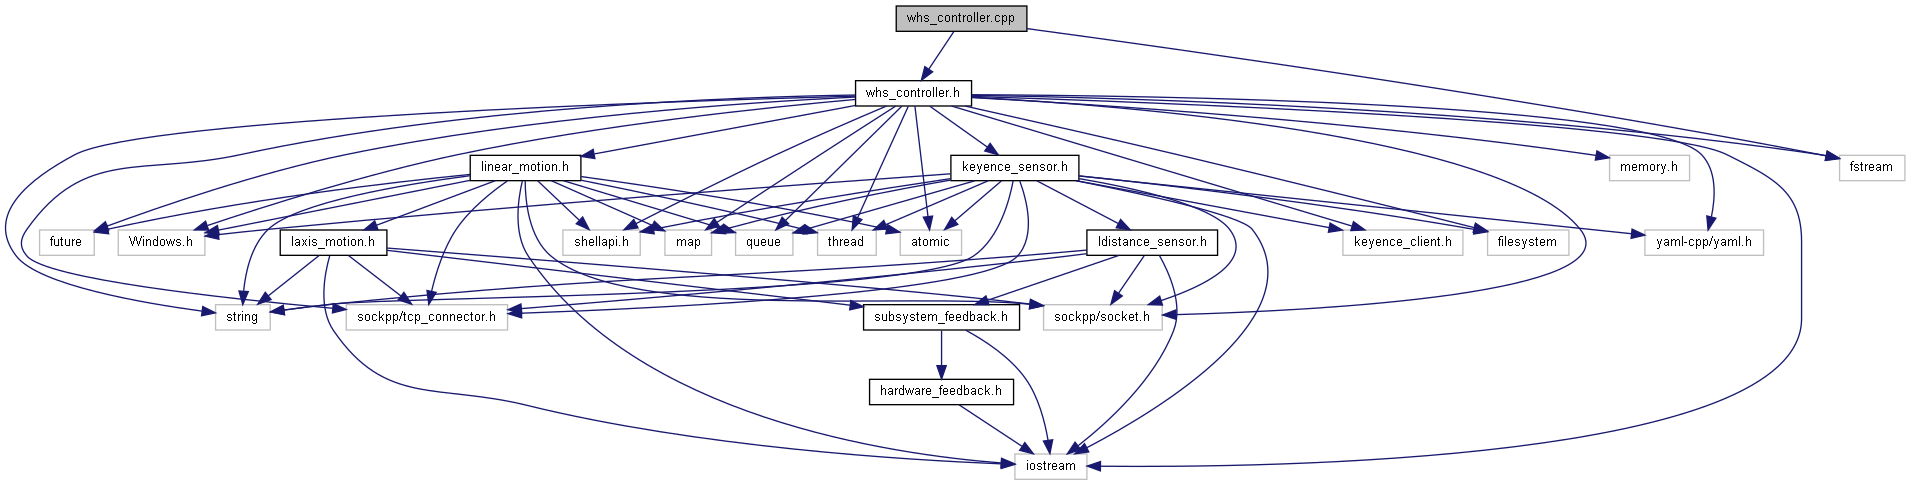 whs_controller.cpp
whs_controller.h
linear_motion.h
keyence_sensor.h
memory.h
fstream
future
Windows.h
laxis_motion.h
shellapi.h
map
queue
thread
atomic
ldistance_sensor.h
keyence_client.h
filesystem
yaml-cpp/yaml.h
string
sockpp/tcp_connector.h
subsystem_feedback.h
sockpp/socket.h
hardware_feedback.h
iostream